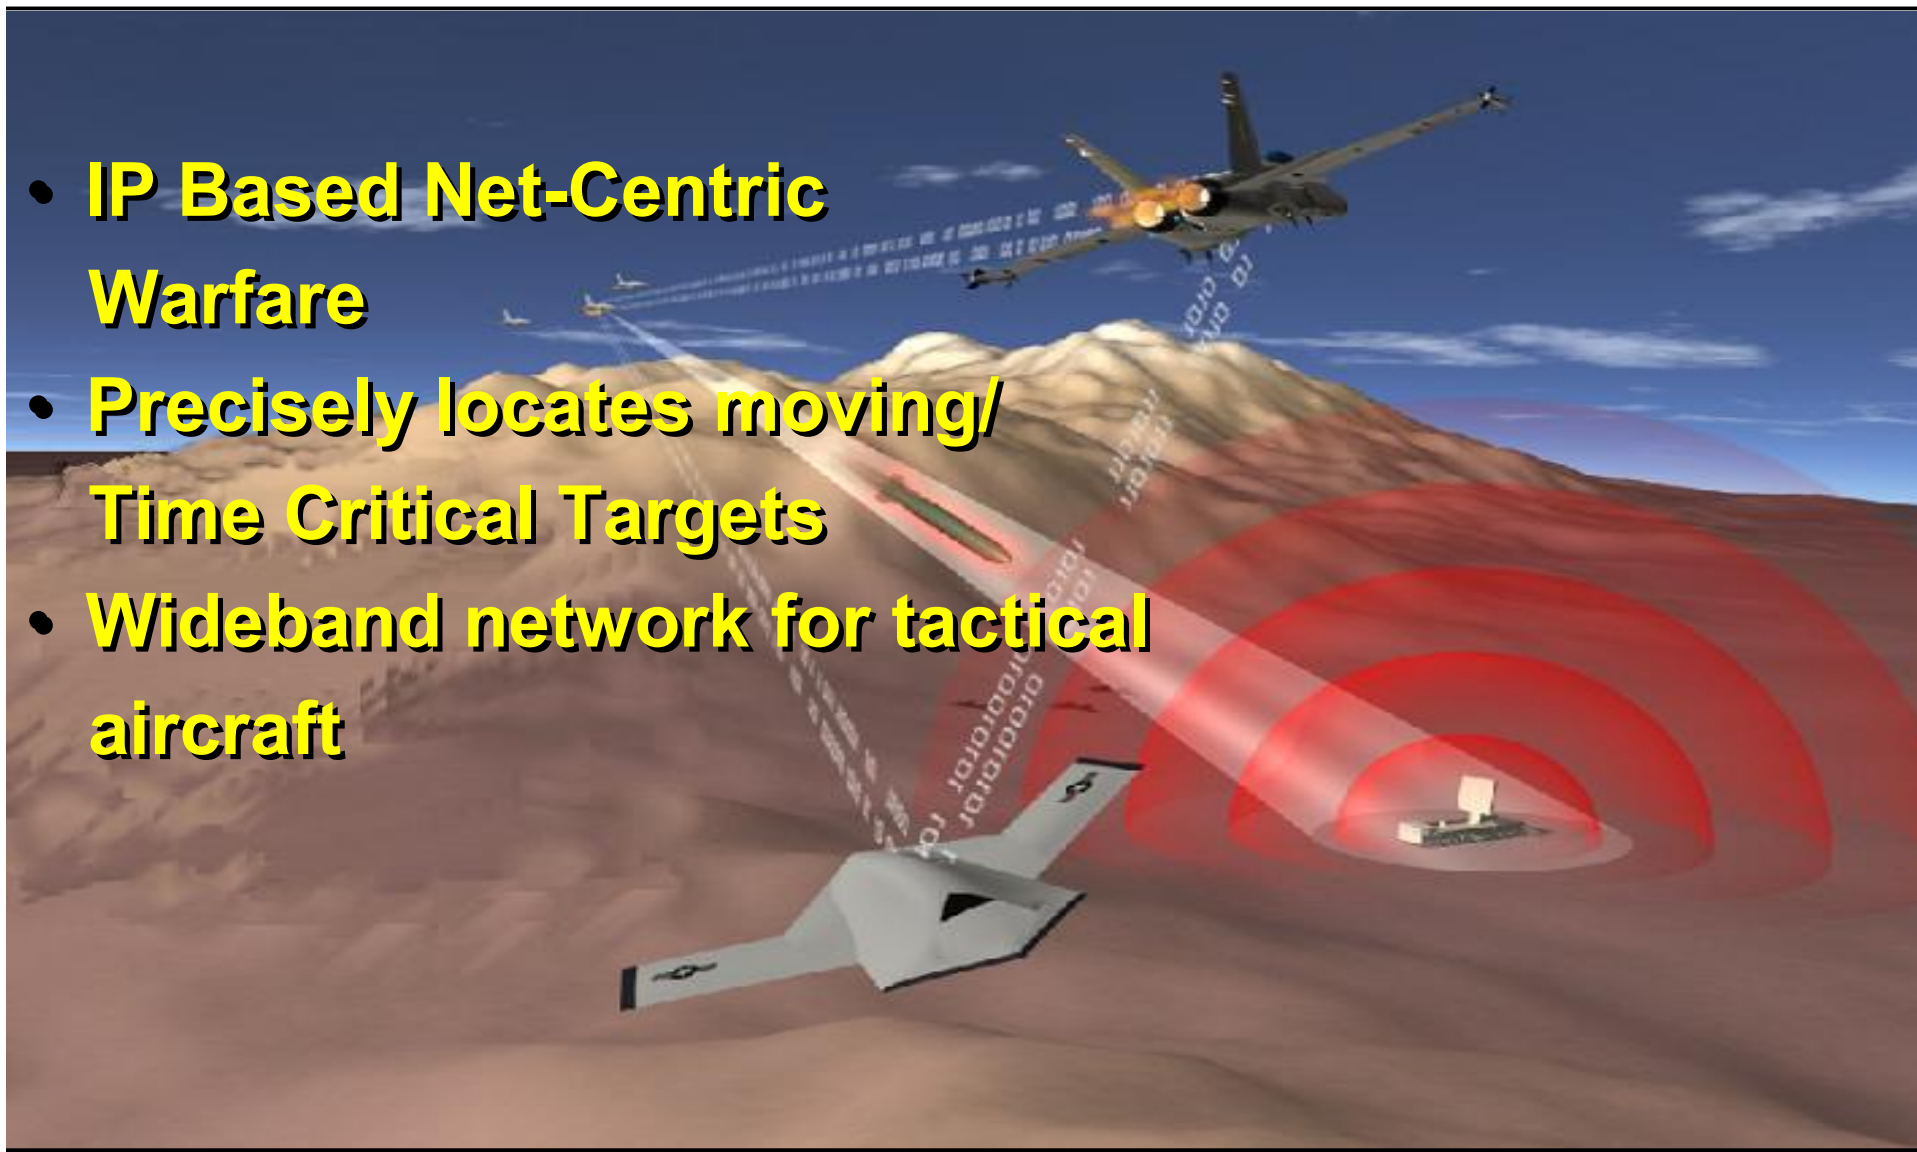 • IP Based Net-Centric
Warfare
• Precisely locates moving/
Time Critical Targets
• Wideband network for tactical
aircraft